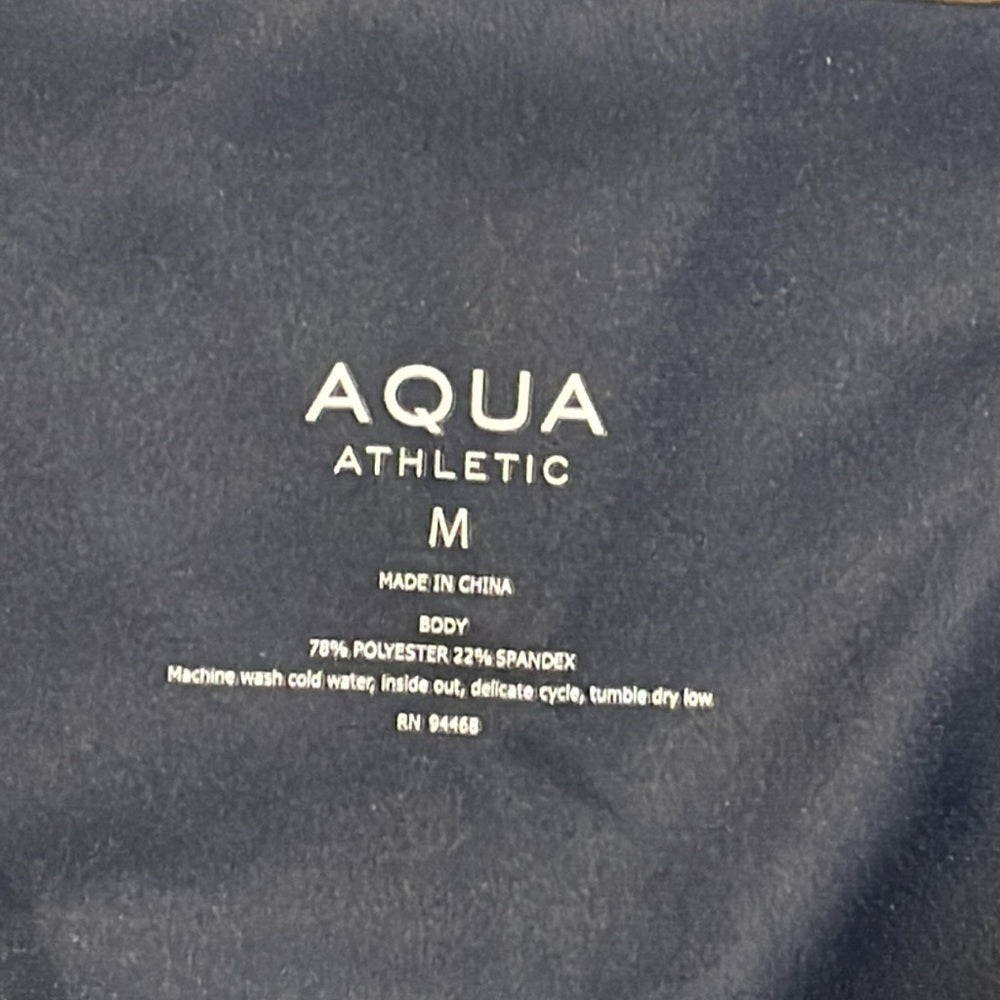 AQUA
ATHLETIC
M
MADE IN CHINA
BODY
78% POLYESTER 22% SPANDEX
Machine wash cold water, inside out, delicate cycle, tumble dry low
RN 94468